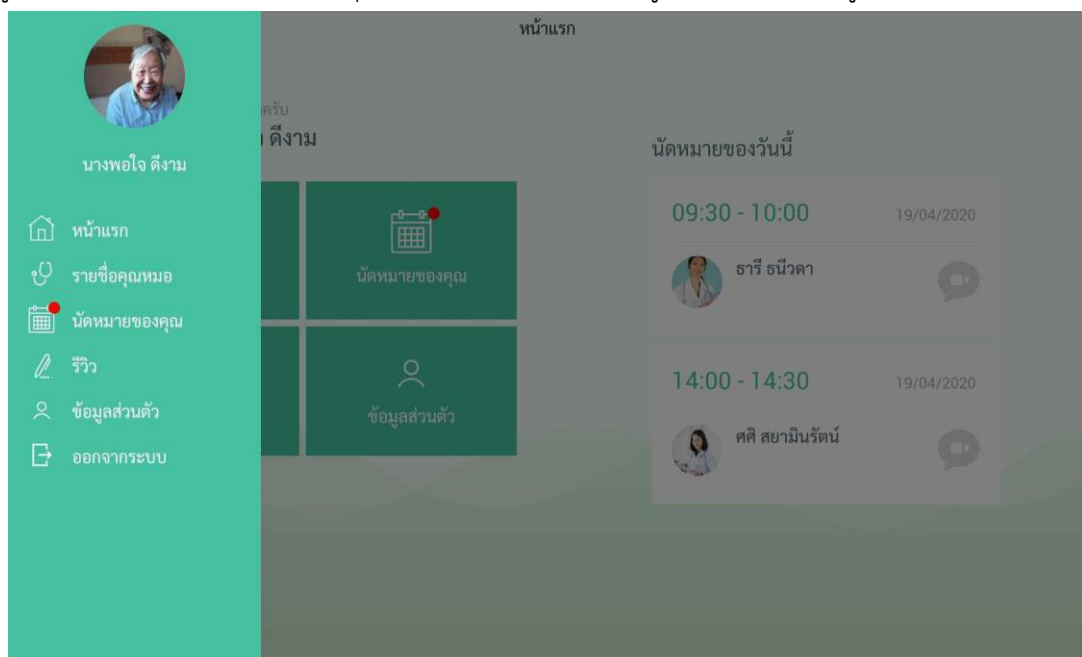 หน้าแรก
นางพอใจ ดีงาม
หน้าแรก
รายชื่อคุณหมอ
นัดหมายของคุณ
รีวิว
ข้อมูลส่วนตัว
ออกจากระบบ
ครับ
ดีงาม
นัดหมายของคุณ
ข้อมูลส่วนตัว
นัดหมายของวันนี้
09:30 - 10:00 19/04/2020
ธารี ธนีวดา
14:00 - 14:30 19/04/2020
ศศิ สยามินรัตน์